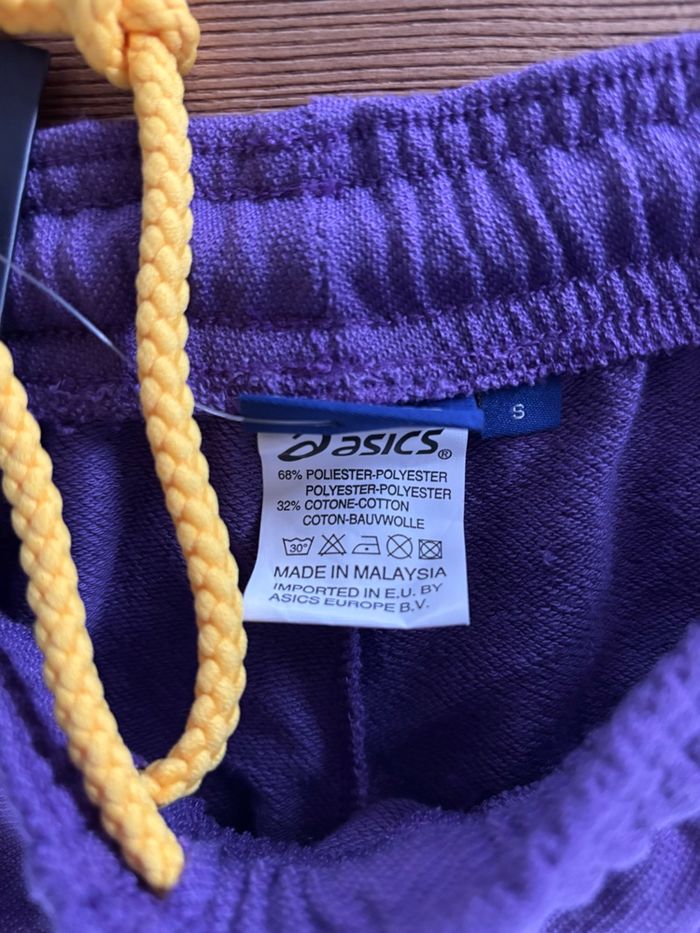 S
asics®
68% POLIESTER-POLYESTER
POLYESTER-POLYESTER
32% COTONE-COTTON
COTON-BAUVWOLLE
30°
MADE IN MALAYSIA
IMPORTED IN E.U. BY
ASICS EUROPE B.V.